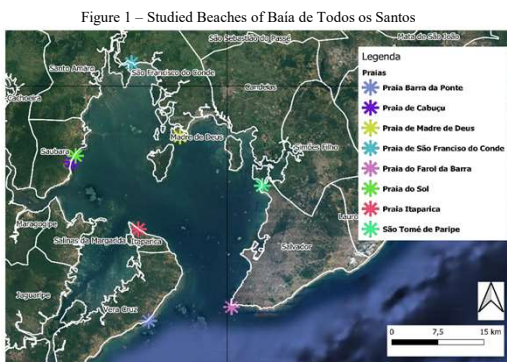 Figure 1 – Studied Beaches of Baía de Todos os Santos
São Sebastião do Passé
Mata de São João
Santo Amaro
São Francisco do Conde
Candeias
Cachoeira
Madre de Deus
Simões Filho
Saubara
Maragogipe
Salinas da Margarida
Itaparica
Salvador
Lauro
Jaguaripe
Vera Cruz
Legenda
Praias
Praia Barra da Ponte
Praia de Cabuçu
Praia de Madre de Deus
Praia de São Franciso do Conde
Praia do Farol da Barra
Praia do Sol
Praia Itaparica
São Tomé de Paripe
0 7,5 15 km